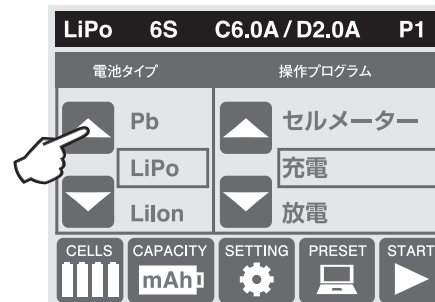 LiPo 6S C6.0A / D2.0A P1
電池タイプ 操作プログラム
Pb セルメーター
LiPo 充電
LiIon 放電
CELLS CAPACITY SETTING PRESET START
mAh